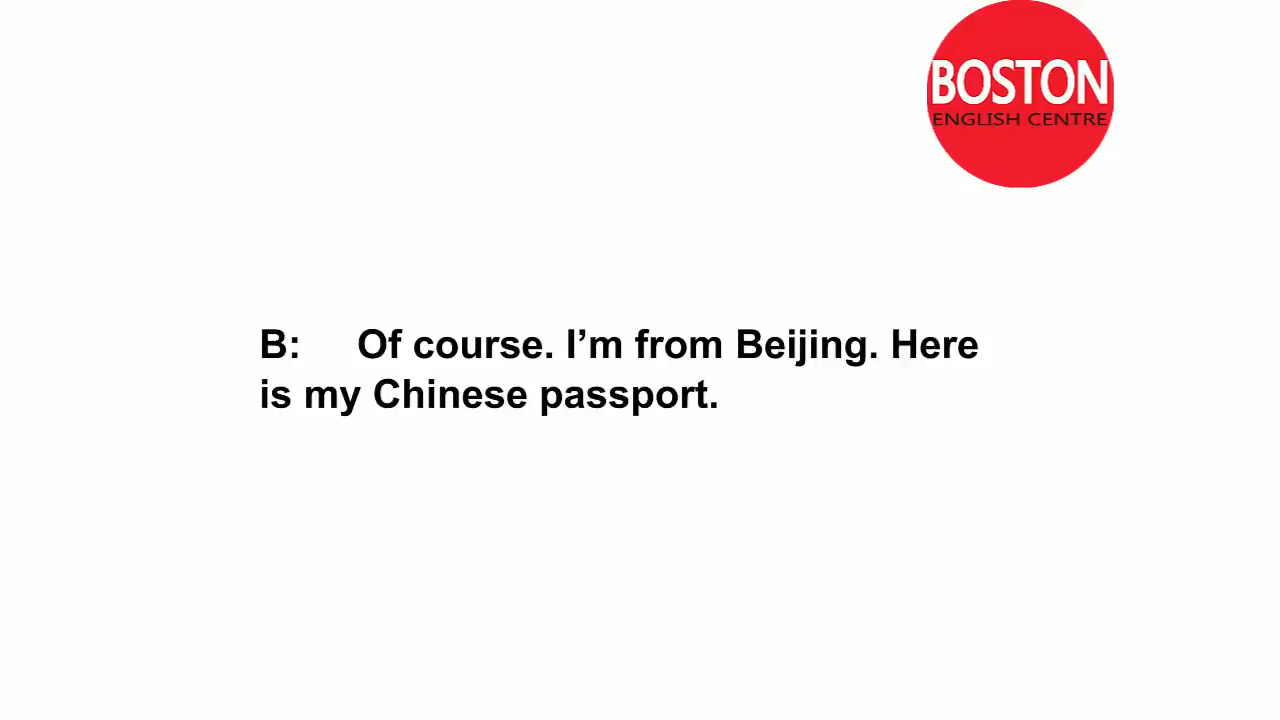 BOSTON
ENGLISH CENTRE
B: Of course. I’m from Beijing. Here
is my Chinese passport.